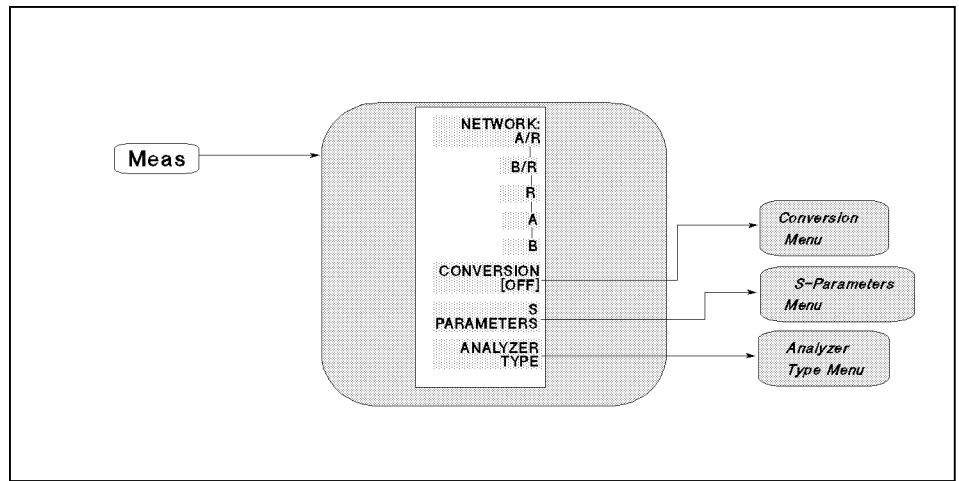 Meas
NETWORK:
A/R
B/R
R
A
B
CONVERSION
[OFF]
S
PARAMETERS
ANALYZER
TYPE
Conversion
Menu
S-Parameters
Menu
Analyzer
Type Menu